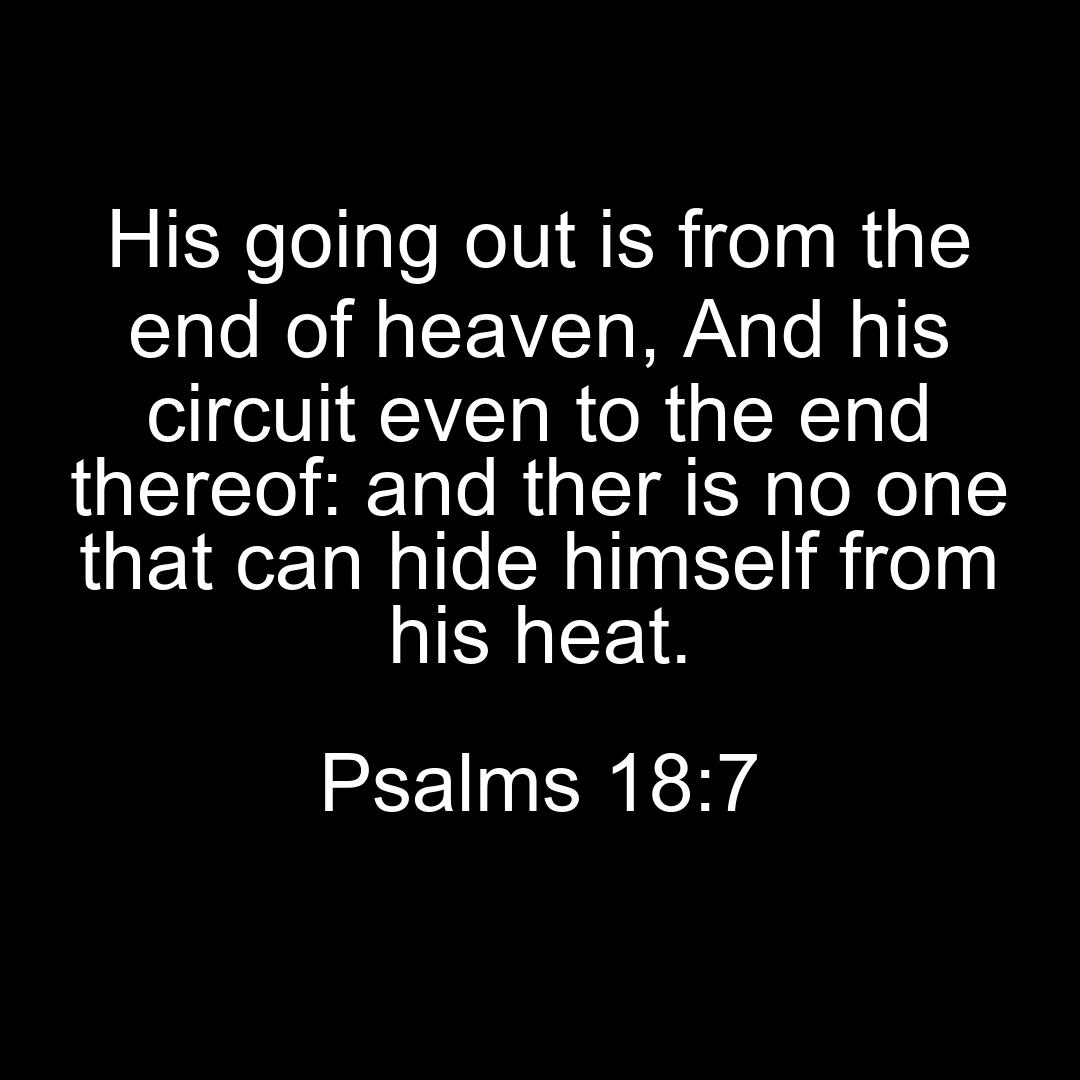 His going out is from the
end of heaven, And his
circuit even to the end
thereof: and ther is no one
that can hide himself from
his heat.
Psalms 18:7